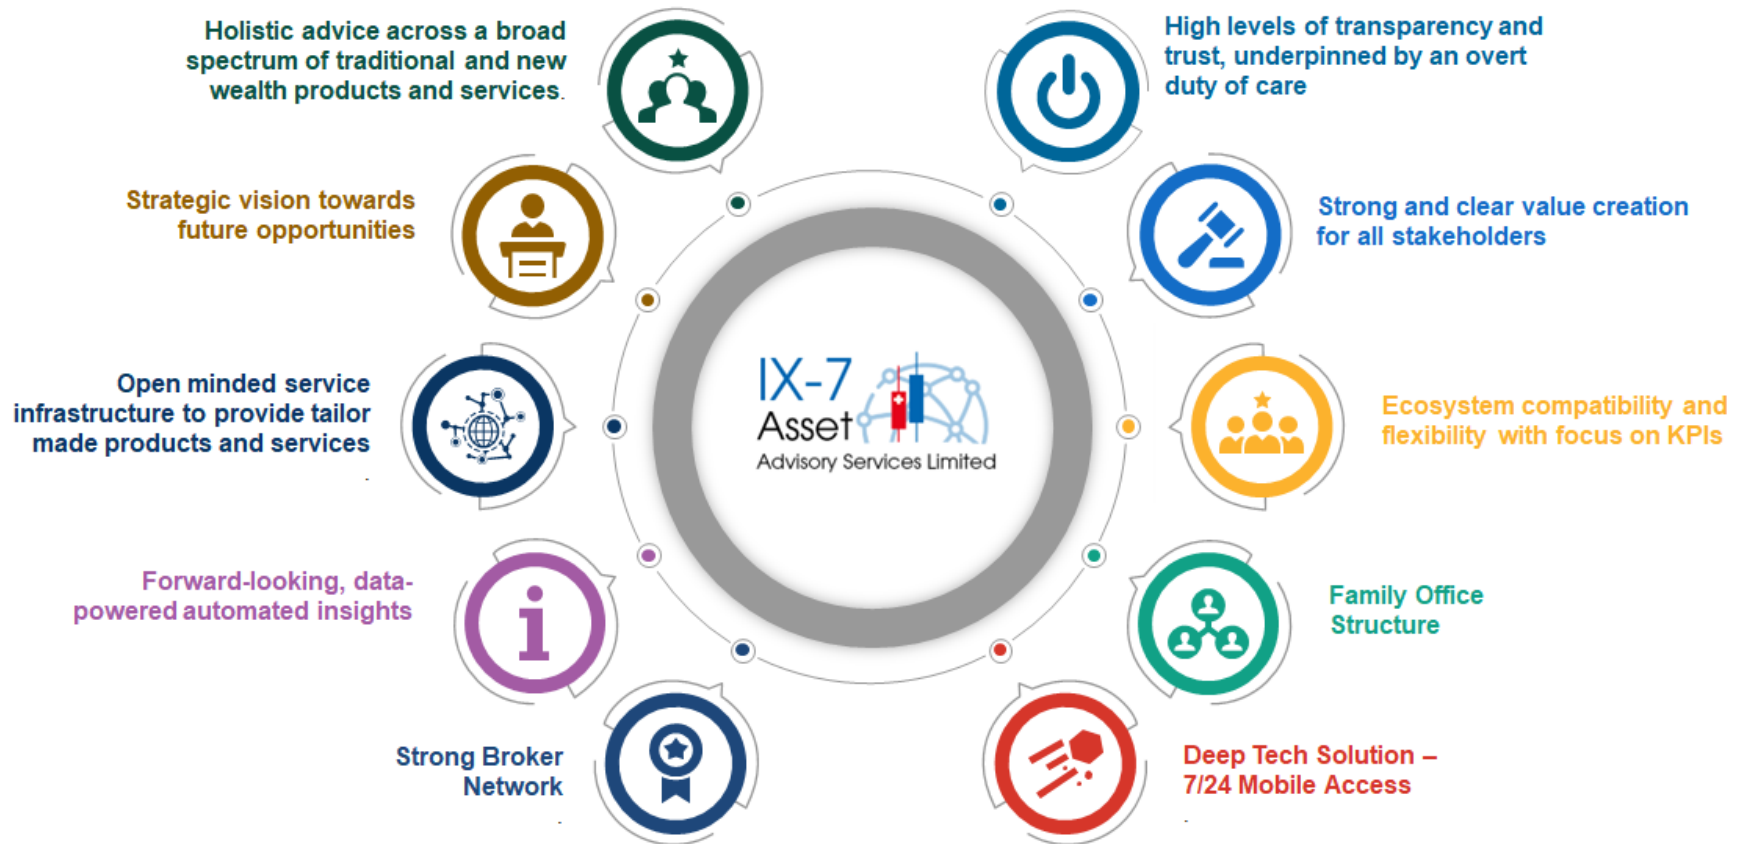 Holistic advice across a broad
spectrum of traditional and new
wealth products and services.
High levels of transparency and
trust, underpinned by an overt
duty of care
Strategic vision towards
future opportunities
Strong and clear value creation
for all stakeholders
Open minded service
infrastructure to provide tailor
made products and services
.
IX-7
Asset
Advisory Services Limited
Ecosystem compatibility and
flexibility with focus on KPIs
Forward-looking, data-
powered automated insights
Family Office
Structure
Strong Broker
Network
.
Deep Tech Solution –
7/24 Mobile Access
.